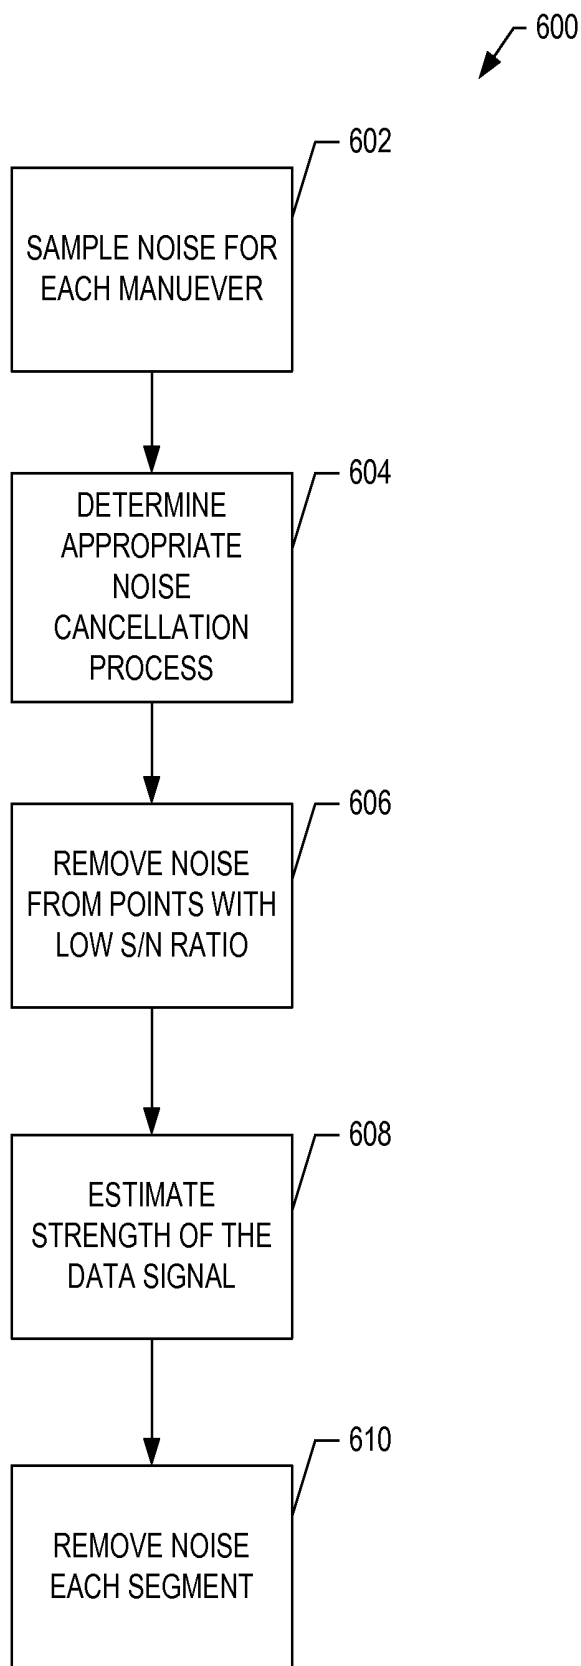 600
602
SAMPLE NOISE FOR
EACH MANUEVER
604
DETERMINE
APPROPRIATE
NOISE
CANCELLATION
PROCESS
606
REMOVE NOISE
FROM POINTS WITH
LOW S/N RATIO
608
ESTIMATE
STRENGTH OF THE
DATA SIGNAL
610
REMOVE NOISE
EACH SEGMENT